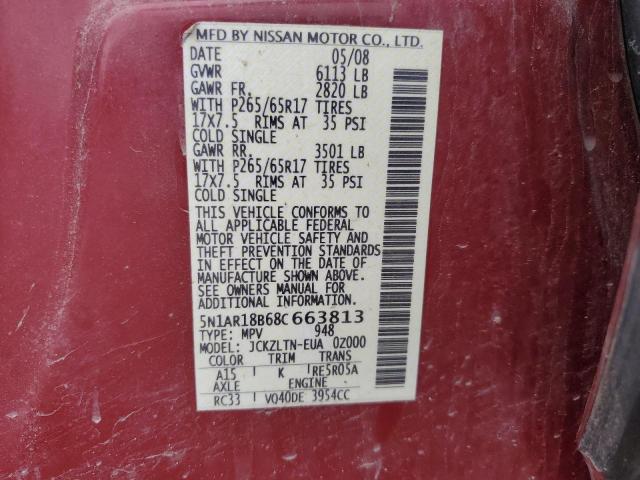 MFD BY NISSAN MOTOR CO., LTD.
DATE 05/08
GVWR 6113 LB
GAWR FR. 2820 LB
WITH P265/65R17 TIRES
17X7.5 RIMS AT 35 PSI
COLD SINGLE
GAWR RR. 3501 LB
WITH P265/65R17 TIRES
17X7.5 RIMS AT 35 PSI
COLD SINGLE
THIS VEHICLE CONFORMS TO
ALL APPLICABLE FEDERAL
MOTOR VEHICLE SAFETY AND
THEFT PREVENTION STANDARDS
IN EFFECT ON THE DATE OF
MANUFACTURE SHOWN ABOVE.
SEE OWNERS MANUAL FOR
ADDITIONAL INFORMATION.
5N1AR18B68C663813
TYPE: MPV 948
MODEL: JCKZLTN-EUA 0Z000
COLOR TRIM TRANS
A15 K RE5R05A
AXLE ENGINE
RC33 VQ40DE 3954CC